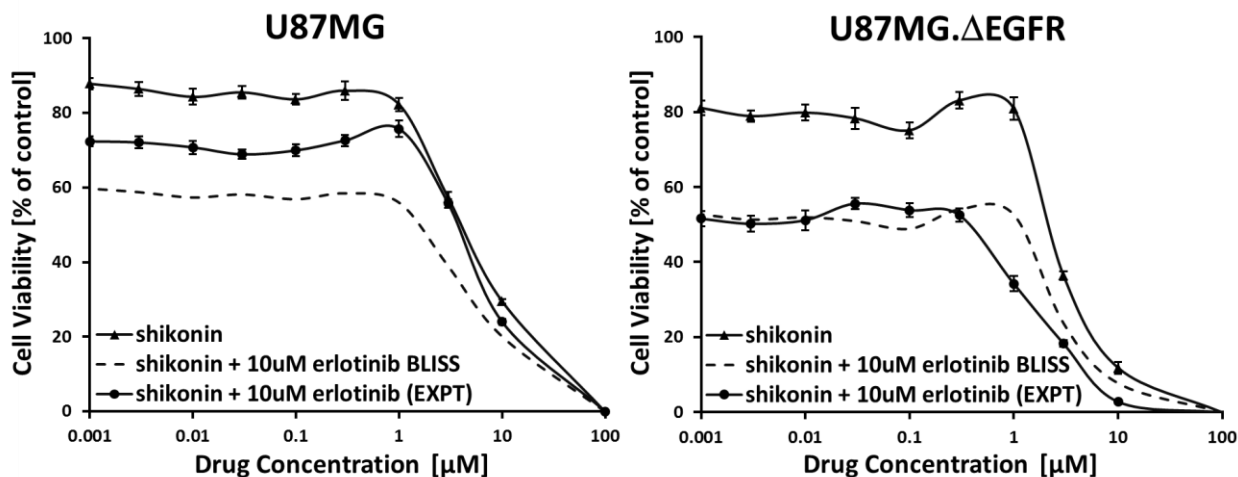 U87MG
Cell Viability [% of control]
100
80
60
40
20
0
shikonin
shikonin + 10uM erlotinib BLISS
shikonin + 10uM erlotinib (EXPT)
0.001
0.01
0.1
1
10
100
Drug Concentration [µM]
U87MG.ΔEGFR
Cell Viability [% of control]
100
80
60
40
20
0
shikonin
shikonin + 10uM erlotinib BLISS
shikonin + 10uM erlotinib (EXPT)
0.001
0.01
0.1
1
10
100
Drug Concentration [µM]